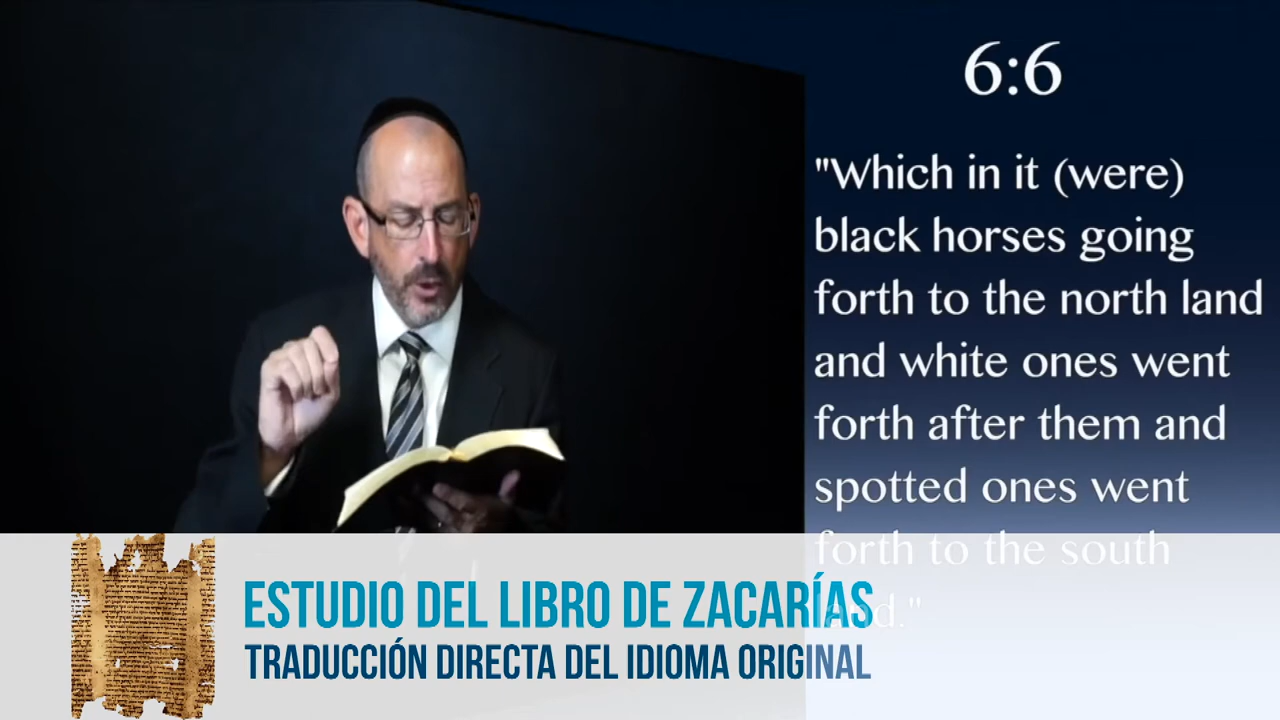 6:6
"Which in it (were)
black horses going
forth to the north land
and white ones went
forth after them and
spotted ones went
forth to the south
land."
ESTUDIO DEL LIBRO DE ZACARÍAS
TRADUCCIÓN DIRECTA DEL IDIOMA ORIGINAL